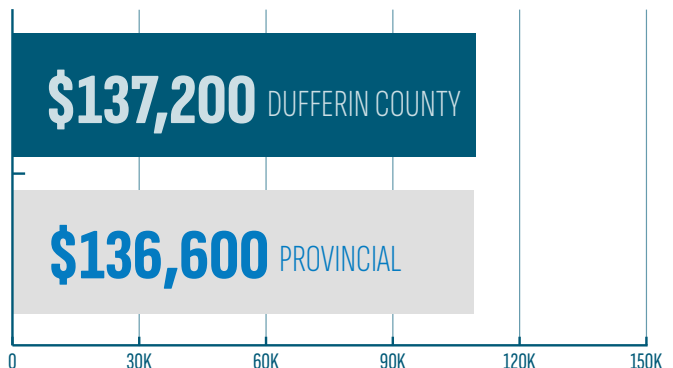 $137,200 DUFFERIN COUNTY
$136,600 PROVINCIAL
0 30K 60K 90K 120K 150K